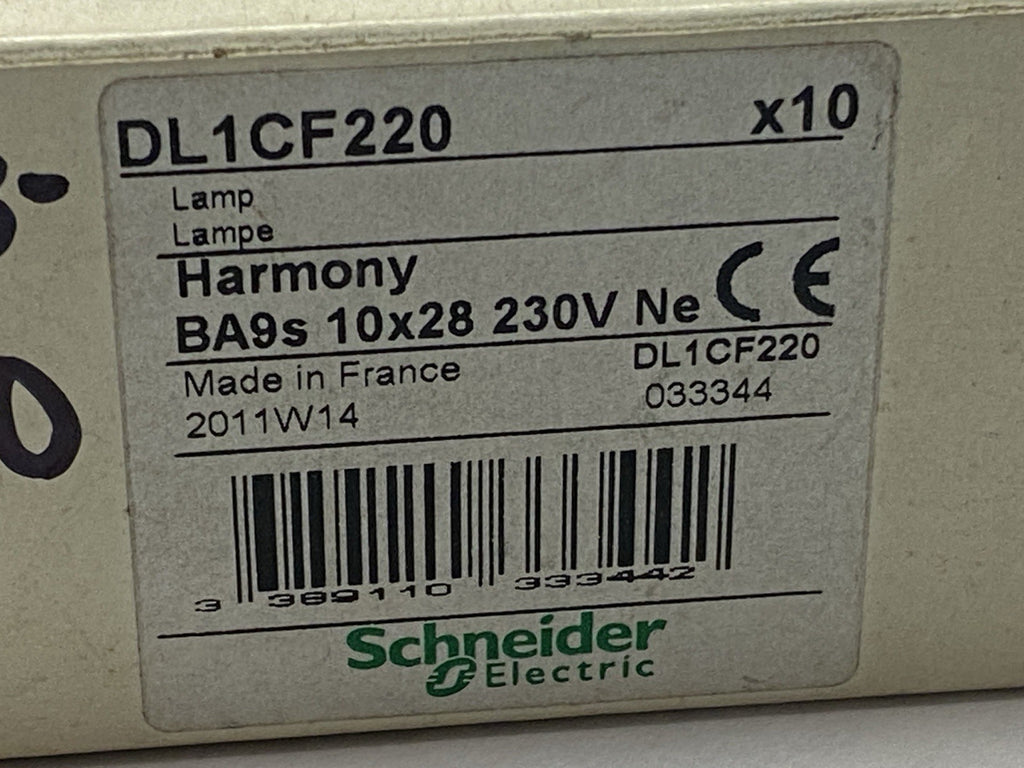 DL1CF220 x10
Lamp
Lampe
Harmony
BA9s 10x28 230V Ne CE
Made in France DL1CF220
2011W14 033344
3 389110 333442
Schneider
Electric